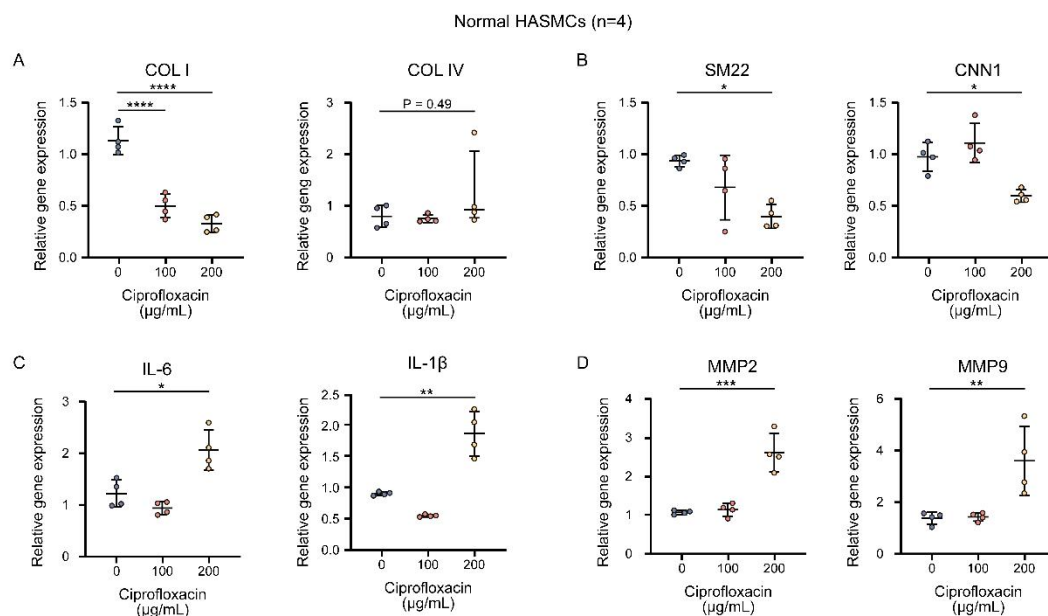 Normal HASMCs (n=4)
A
COL I
****
****
Relative gene expression
1.5
1.0
0.5
0.0
0 100 200
Ciprofloxacin
(µg/mL)
COL IV
P = 0.49
Relative geng expression
3
2
1
0
0 100 200
Ciprofloxacin
(µg/mL)
B
SM22
*
Relative gene expression
1.5
1.0
0.5
0.0
0 100 200
Ciprofloxacin
(µg/mL)
CNN1
*
Relative gene expression
1.5
1.0
0.5
0.0
0 100 200
Ciprofloxacin
(µg/mL)
C
IL-6
*
Relative gene expression
3
2
1
0
0 100 200
Ciprofloxacin
(µg/mL)
IL-1β
**
Relative gene expression
2.5
2.0
1.5
1.0
0.5
0.0
0 100 200
Ciprofloxacin
(µg/mL)
D
MMP2
***
Relative gene expression
4
3
2
1
0
0 100 200
Ciprofloxacin
(µg/mL)
MMP9
**
Relative gene expression
6
4
2
0
0 100 200
Ciprofloxacin
(µg/mL)